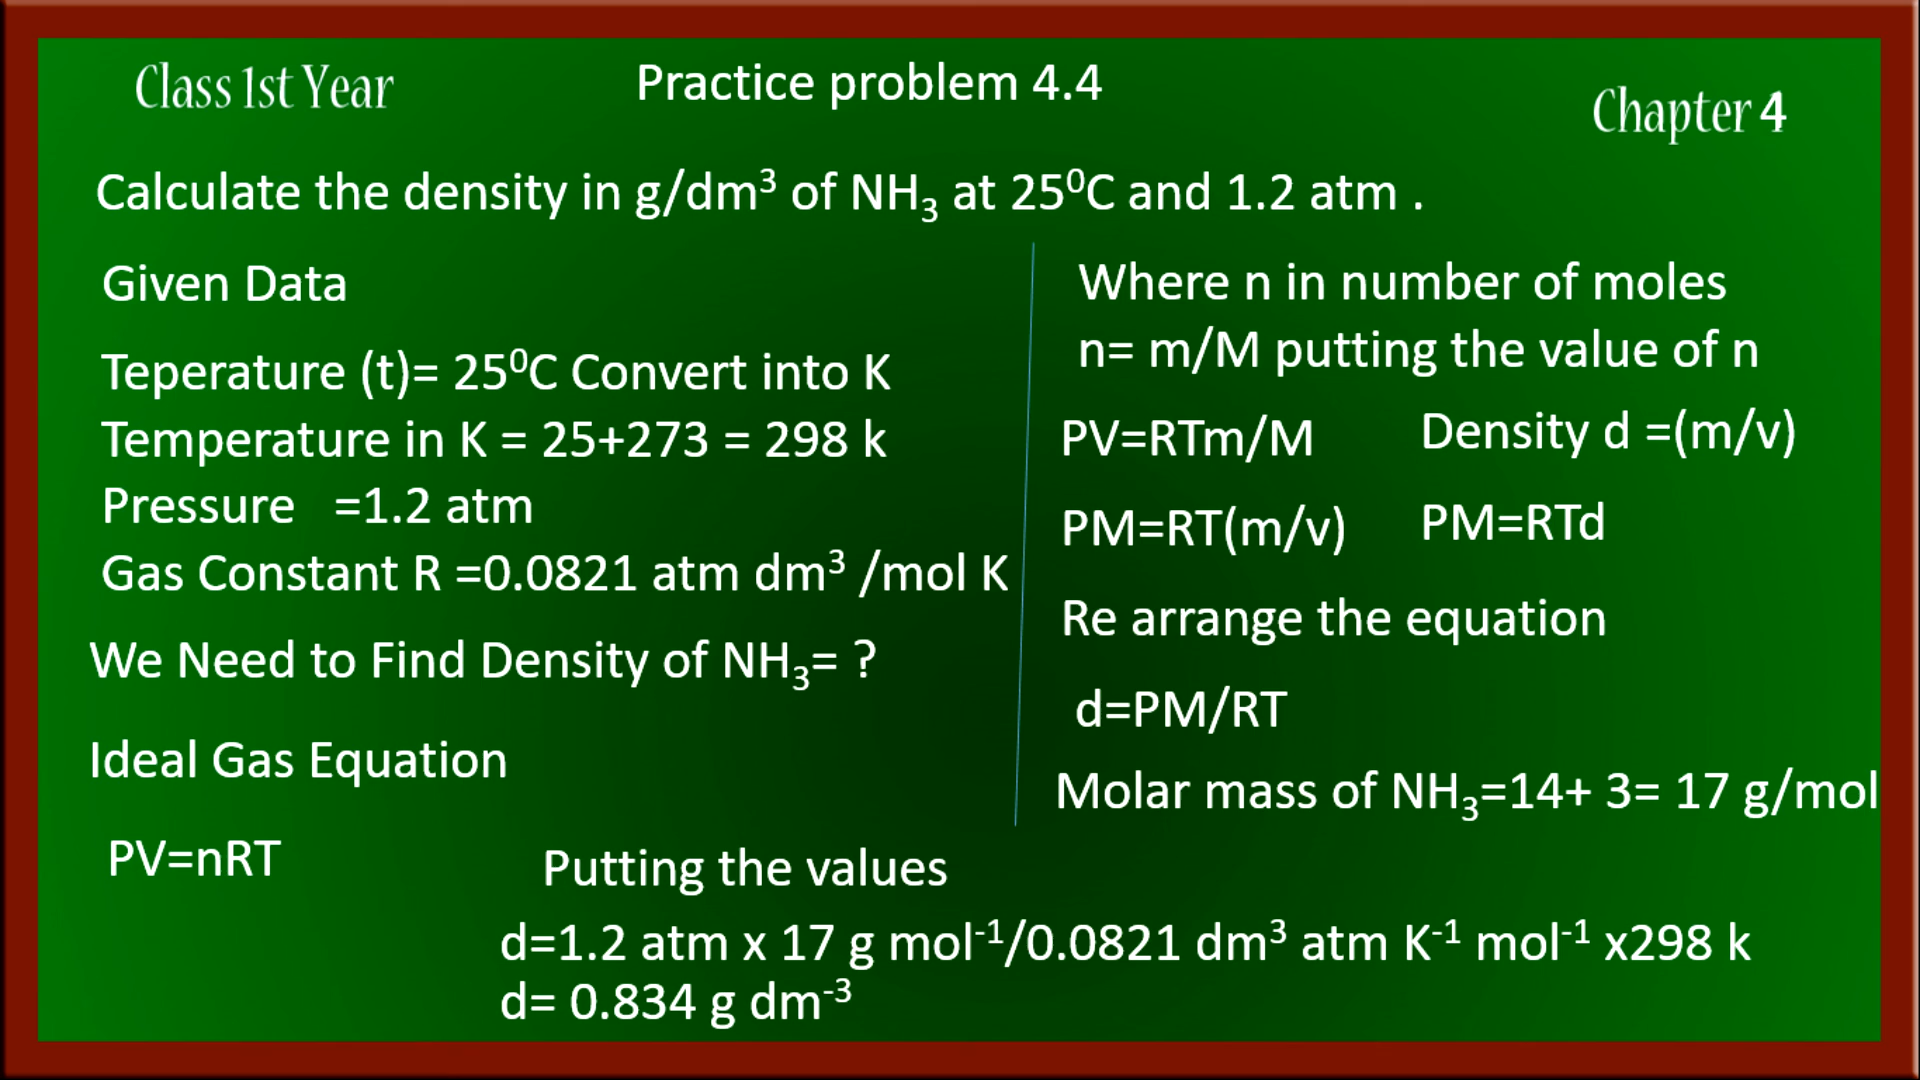 Class 1st Year
Practice problem 4.4
Chapter 4
Calculate the density in g/dm³ of NH₃ at 25⁰C and 1.2 atm .
Given Data
Teperature (t)= 25⁰C Convert into K
Temperature in K = 25+273 = 298 k
Pressure =1.2 atm
Gas Constant R =0.0821 atm dm³ /mol K
We Need to Find Density of NH₃= ?
Ideal Gas Equation
PV=nRT
Where n in number of moles
n= m/M putting the value of n
PV=RTm/M
Density d =(m/v)
PM=RT(m/v)
PM=RTd
Re arrange the equation
d=PM/RT
Molar mass of NH₃=14+ 3= 17 g/mol
Putting the values
d=1.2 atm x 17 g mol⁻¹/0.0821 dm³ atm K⁻¹ mol⁻¹ x298 k
d= 0.834 g dm⁻³